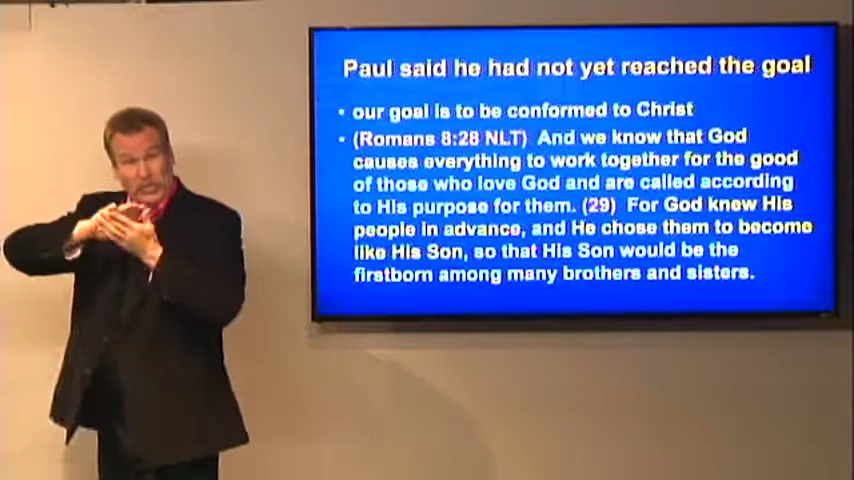 Paul said he had not yet reached the goal
• our goal is to be conformed to Christ
• (Romans 8:28 NLT) And we know that God
causes everything to work together for the good
of those who love God and are called according
to His purpose for them. (29) For God knew His
people in advance, and He chose them to become
like His Son, so that His Son would be the
firstborn among many brothers and sisters.